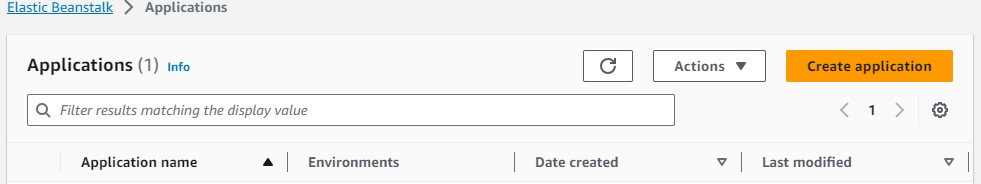 Elastic Beanstalk > Applications
Applications (1) Info
Actions
Create application
Filter results matching the display value
1
Application name
Environments
Date created
Last modified